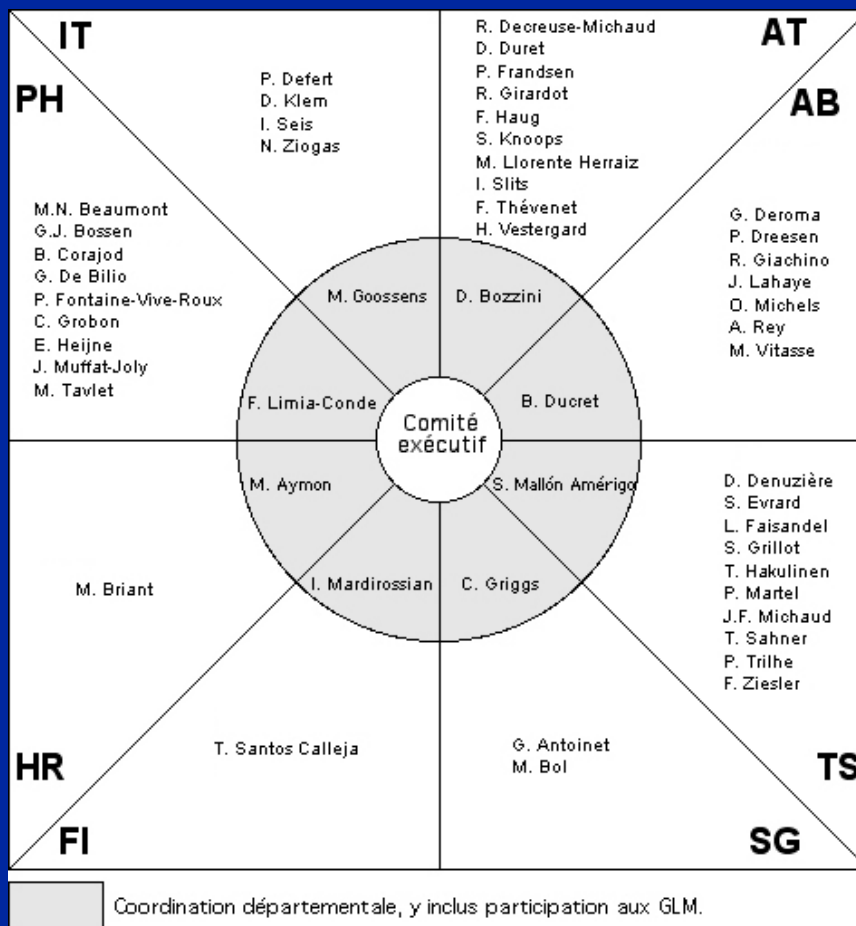 IT
P. Defert
D. Klem
I. Seis
N. Ziogas
AT
R. Decreuse-Michaud
D. Duret
P. Frandsen
R. Girardot
F. Haug
S. Knoops
M. Llorente Herraiz
I. Slits
F. Thévenet
H. Vestergard
PH
M.N. Beaumont
G.J. Bossen
B. Corajod
G. De Bilio
P. Fontaine-Vive-Roux
C. Grobon
E. Heijne
J. Muffat-Joly
M. Tavlet
AB
G. Deroma
P. Dreesen
R. Giachino
J. Lahaye
O. Michels
A. Rey
M. Vitasse
M. Goossens
D. Bozzini
F. Limia-Conde
B. Ducret
Comité
exécutif
M. Aymon
S. Mallón Amérigo
I. Mardirossian
C. Griggs
M. Briant
HR
D. Denuzière
S. Evrard
L. Faisandel
S. Grillot
T. Hakulinen
P. Martel
J.F. Michaud
T. Sahner
P. Trilhe
F. Ziesler
TS
T. Santos Calleja
FI
G. Antoinet
M. Bol
SG
Coordination départementale, y inclus participation aux GLM.